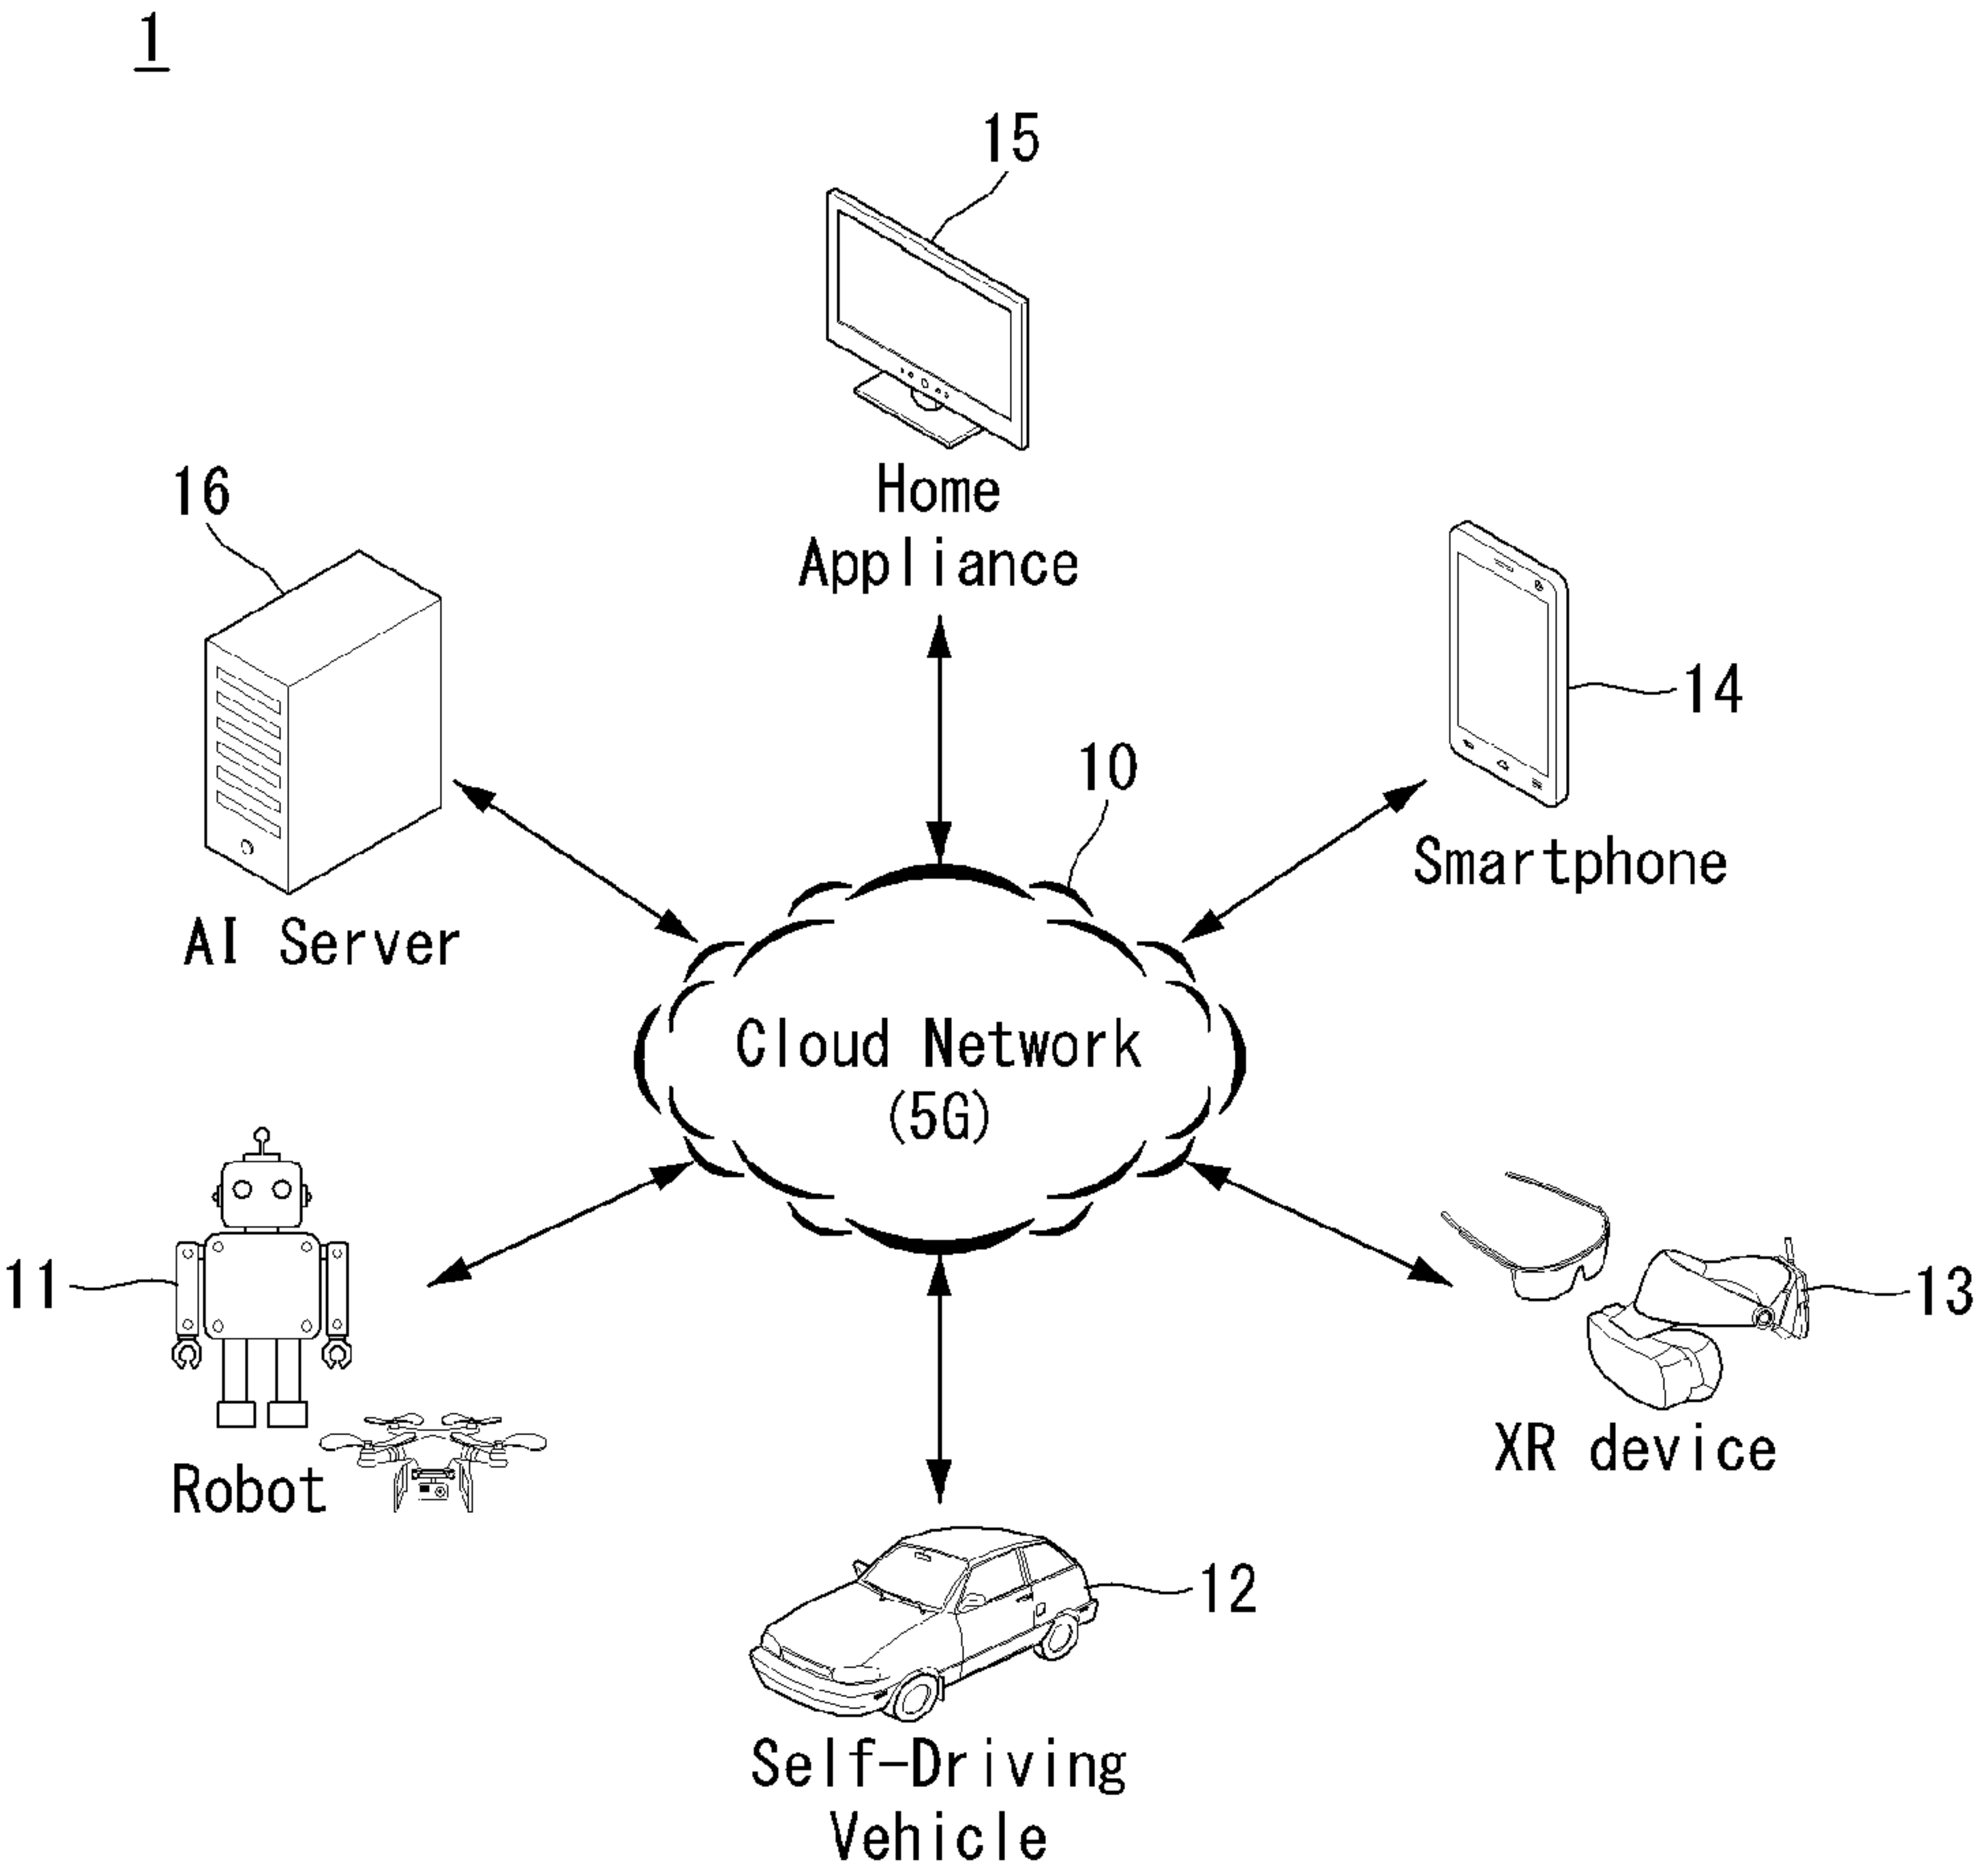 1
15
Home
Appliance
16
AI Server
14
Smartphone
10
Cloud Network
(5G)
11
Robot
13
XR device
12
Self-Driving
Vehicle